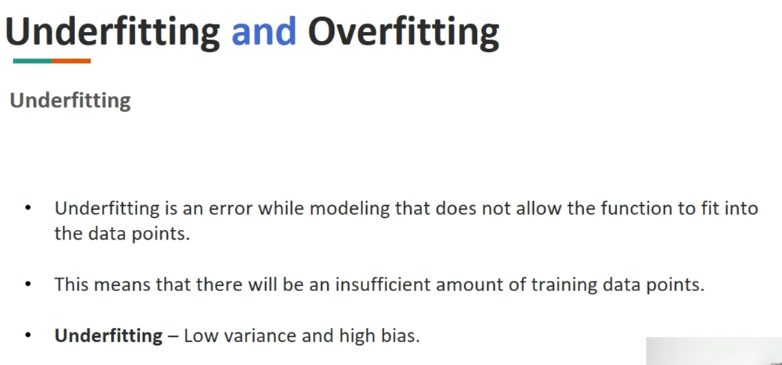 Underfitting and Overfitting
Underfitting
• Underfitting is an error while modeling that does not allow the function to fit into
the data points.
• This means that there will be an insufficient amount of training data points.
• Underfitting – Low variance and high bias.